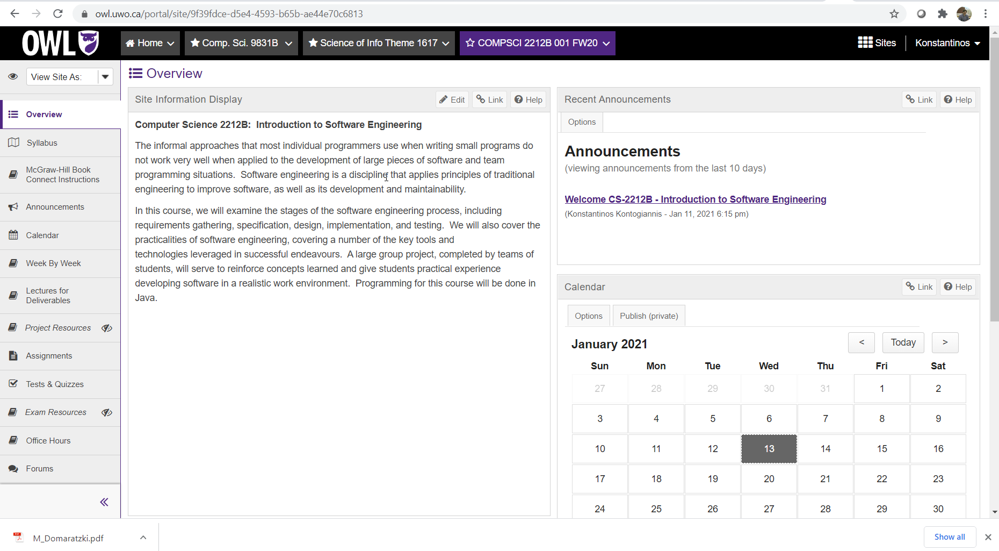 owl.uwo.ca/portal/site/9f39fdce-d5e4-4593-b65b-ae44e70c6813
OWL
Home
Comp. Sci. 9831B
Science of Info Theme 1617
COMPSCI 2212B 001 FW20
Sites
Konstantinos
View Site As:
Overview
Syllabus
McGraw-Hill Book
Connect Instructions
Announcements
Calendar
Week By Week
Lectures for
Deliverables
Project Resources
Assignments
Tests & Quizzes
Exam Resources
Office Hours
Forums
Overview
Site Information Display
Edit
Link
Help
Computer Science 2212B: Introduction to Software Engineering
The informal approaches that most individual programmers use when writing small programs do
not work very well when applied to the development of large pieces of software and team
programming situations. Software engineering is a discipline that applies principles of traditional
engineering to improve software, as well as its development and maintainability.
In this course, we will examine the stages of the software engineering process, including
requirements gathering, specification, design, implementation, and testing. We will also cover the
practicalities of software engineering, covering a number of the key tools and
technologies leveraged in successful endeavours. A large group project, completed by teams of
students, will serve to reinforce concepts learned and give students practical experience
developing software in a realistic work environment. Programming for this course will be done in
Java.
Recent Announcements
Link
Help
Options
Announcements
(viewing announcements from the last 10 days)
Welcome CS-2212B - Introduction to Software Engineering
(Konstantinos Kontogiannis - Jan 11, 2021 6:15 pm)
Calendar
Link
Help
Options
Publish (private)
January 2021
<
Today
>
Sun Mon Tue Wed Thu Fri Sat
27 28 29 30 31 1 2
3 4 5 6 7 8 9
10 11 12 13 14 15 16
17 18 19 20 21 22 23
24 25 26 27 28 29 30
M_Domaratzki.pdf
Show all